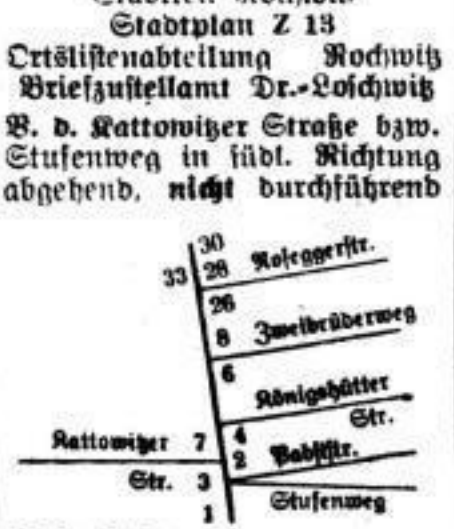 Stadtplan Z 13
Ortslistenabteilung Rochwitz
Briefzustellamt Dr.-Loschwitz
V. d. Kattowitzer Straße bzw.
Stufenweg in südl. Richtung
abgehend, nicht durchführend
30
33 28 Roseggerstr.
26
8 Zweibrüderweg
6
Königshütter
Str.
Kattowitzer 7 4
2 Pabststr.
Str. 3
Stufenweg
1